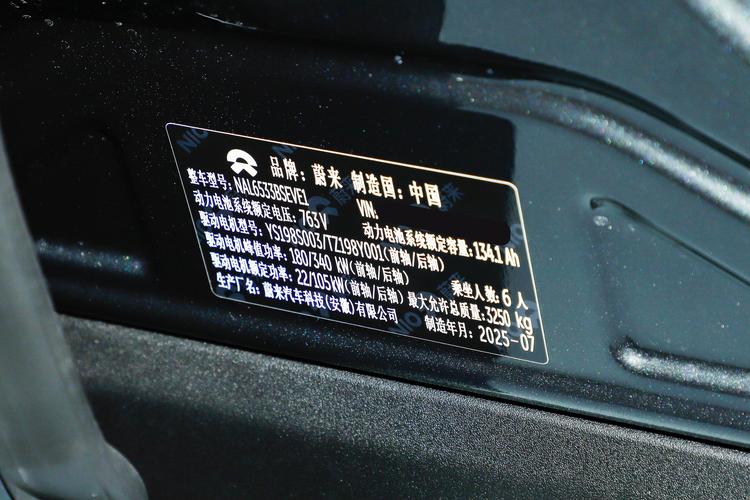 品牌：蔚来 制造国：中国
整车型号：NAL6533BSEVE1 VIN:
动力电池系统额定电压：763V 动力电池系统额定容量：134.1 Ah
驱动电机型号：YS198S003/TZ198Y001(前轴/后轴)
驱动电机峰值功率：180/340 kW(前轴/后轴) 乘坐人数：6 人
驱动电机额定功率：22/105kW(前轴/后轴) 最大允许总质量：3250 kg
生产厂名：蔚来汽车科技(安徽)有限公司 制造年月：2025-07